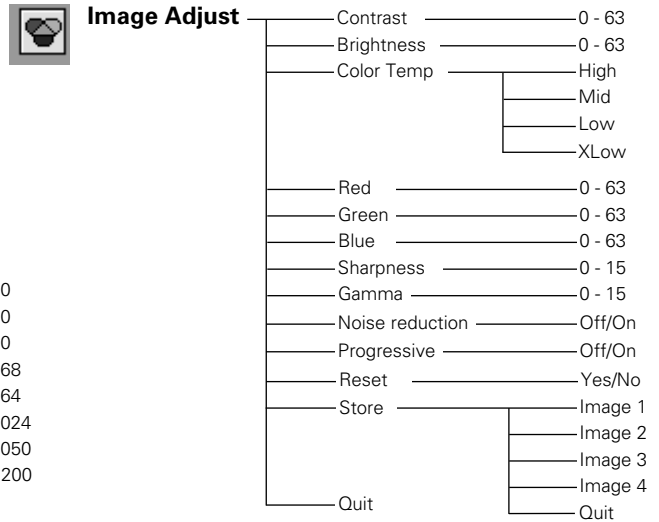 Image Adjust
Contrast 0 - 63
Brightness 0 - 63
Color Temp High
Mid
Low
XLow
Red 0 - 63
Green 0 - 63
Blue 0 - 63
Sharpness 0 - 15
Gamma 0 - 15
Noise reduction Off/On
Progressive Off/On
Reset Yes/No
Store Image 1
Image 2
Image 3
Image 4
Quit
Quit
0
0
0
68
64
024
050
200